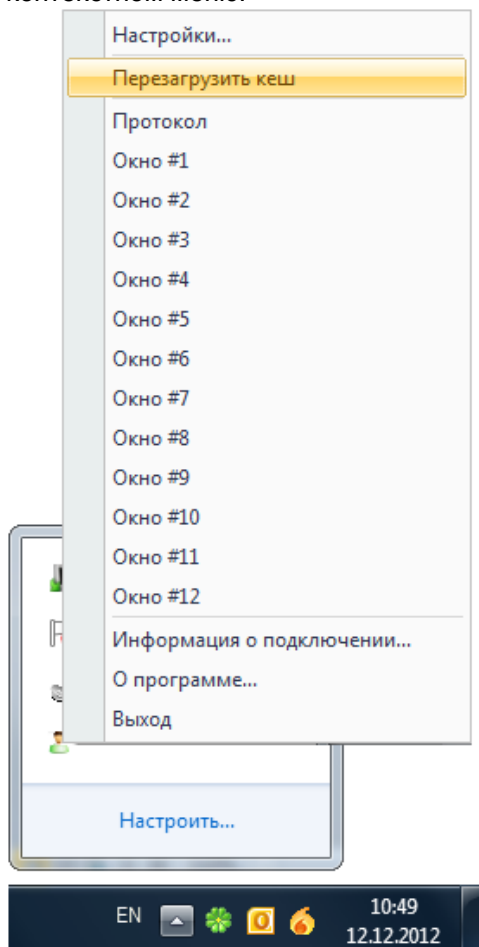 контекстном меню:
Настройки...
Перезагрузить кеш
Протокол
Окно #1
Окно #2
Окно #3
Окно #4
Окно #5
Окно #6
Окно #7
Окно #8
Окно #9
Окно #10
Окно #11
Окно #12
Информация о подключении...
О программе...
Выход
Настроить...
EN
10:49
12.12.2012